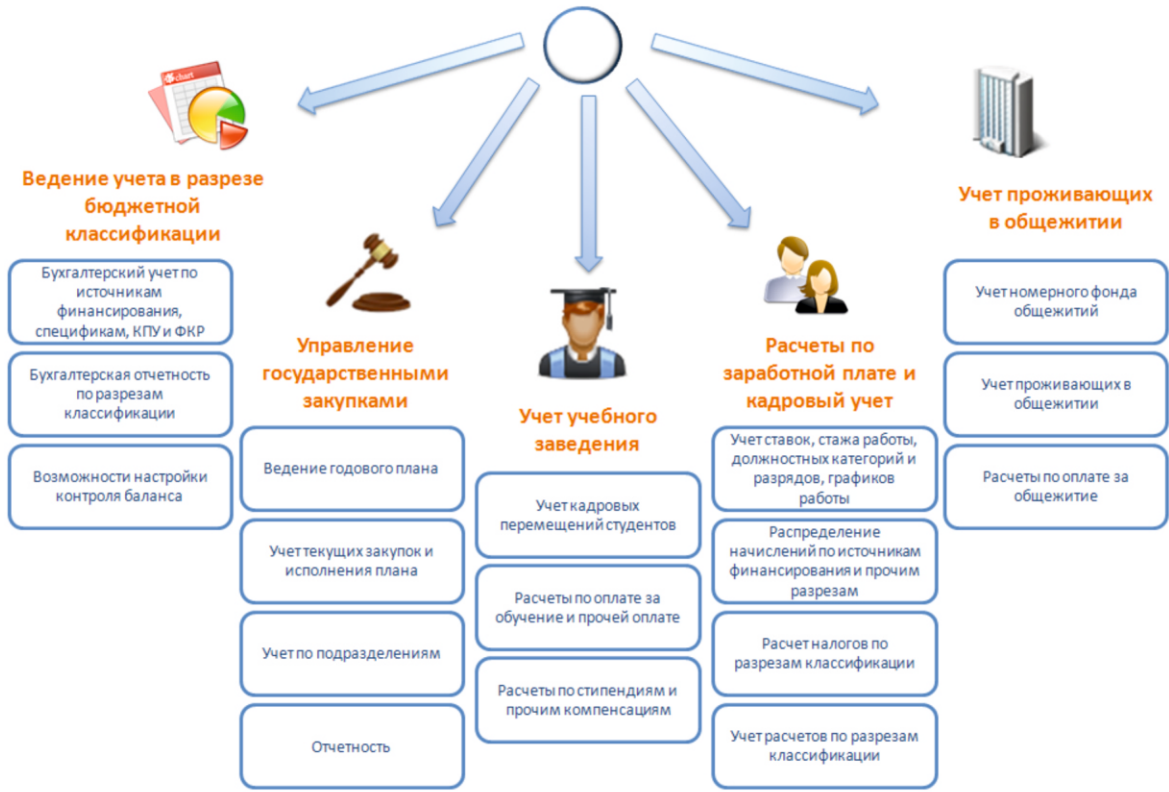 chart
Ведение учета в разрезе
бюджетной
классификации
Бухгалтерский учет по
источникам
финансирования,
спецификам, КПУ и ФКР
Бухгалтерская отчетность
по разрезам
классификации
Возможности настройки
контроля баланса
Управление
государственными
закупками
Ведение годового плана
Учет текущих закупок и
исполнения плана
Учет по подразделениям
Отчетность
Учет учебного
заведения
Учет кадровых
перемещений студентов
Расчеты по оплате за
обучение и прочей оплате
Расчеты по стипендиям и
прочим компенсациям
Расчеты по
заработной плате и
кадровый учет
Учет ставок, стажа работы,
должностных категорий и
разрядов, графиков
работы
Распределение
начислений по источникам
финансирования и прочим
разрезам
Расчет налогов по
разрезам классификации
Учет расчетов по разрезам
классификации
Учет проживающих
в общежитии
Учет номерного фонда
общежитий
Учет проживающих в
общежитии
Расчеты по оплате за
общежитие